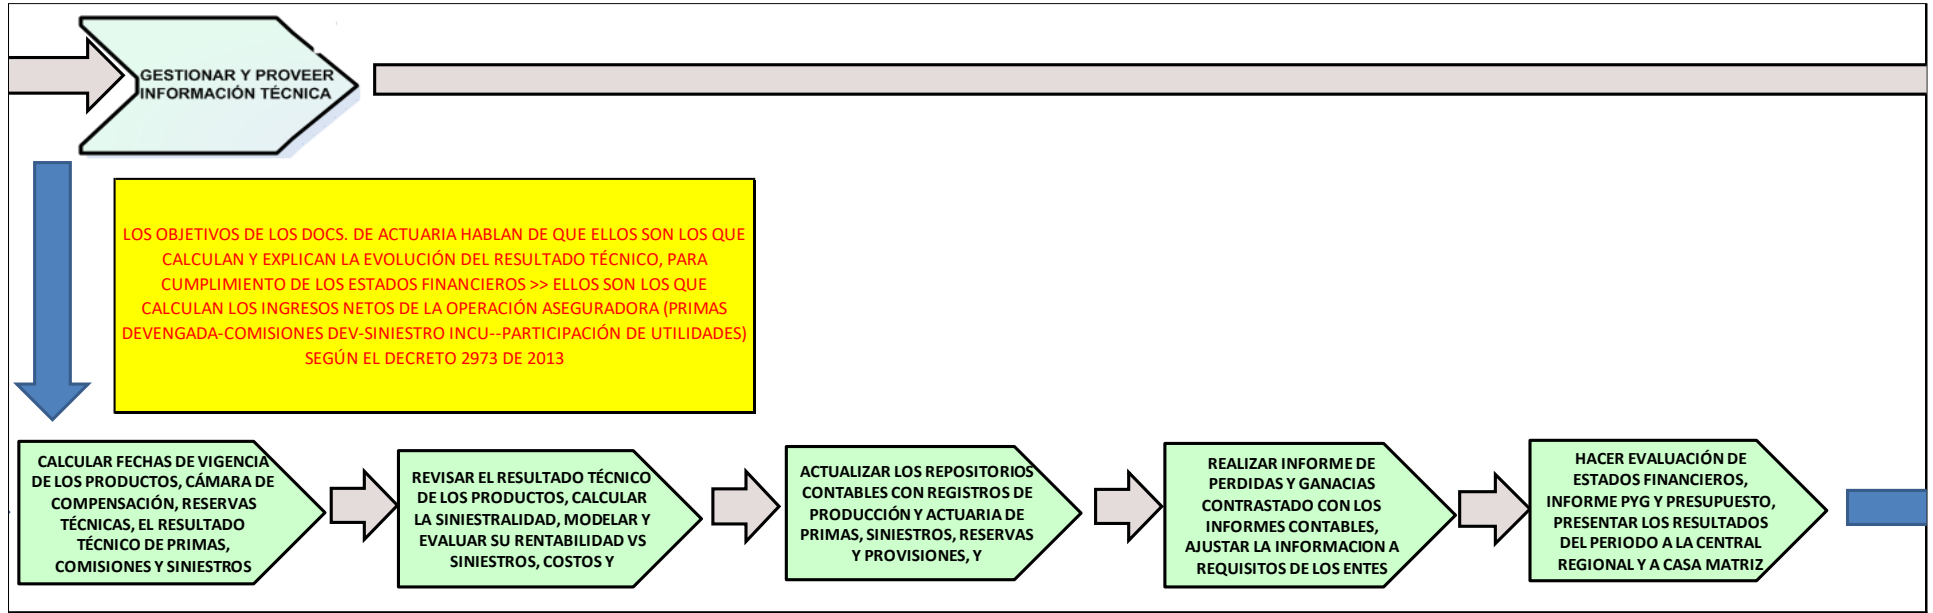 GESTIONAR Y PROVEER
INFORMACIÓN TÉCNICA
LOS OBJETIVOS DE LOS DOCS. DE ACTUARIA HABLAN DE QUE ELLOS SON LOS QUE
CALCULAN Y EXPLICAN LA EVOLUCIÓN DEL RESULTADO TÉCNICO, PARA
CUMPLIMIENTO DE LOS ESTADOS FINANCIEROS >> ELLOS SON LOS QUE
CALCULAN LOS INGRESOS NETOS DE LA OPERACIÓN ASEGURADORA (PRIMAS
DEVENGADA-COMISIONES DEV-SINIESTRO INCU--PARTICIPACIÓN DE UTILIDADES)
SEGÚN EL DECRETO 2973 DE 2013
CALCULAR FECHAS DE VIGENCIA
DE LOS PRODUCTOS, CÁMARA DE
COMPENSACIÓN, RESERVAS
TÉCNICAS, EL RESULTADO
TÉCNICO DE PRIMAS,
COMISIONES Y SINIESTROS
REVISAR EL RESULTADO TÉCNICO
DE LOS PRODUCTOS, CALCULAR
LA SINIESTRALIDAD, MODELAR Y
EVALUAR SU RENTABILIDAD VS
SINIESTROS, COSTOS Y
ACTUALIZAR LOS REPOSITORIOS
CONTABLES CON REGISTROS DE
PRODUCCIÓN Y ACTUARIA DE
PRIMAS, SINIESTROS, RESERVAS
Y PROVISIONES, Y
REALIZAR INFORME DE
PERDIDAS Y GANACIAS
CONTRASTADO CON LOS
INFORMES CONTABLES,
AJUSTAR LA INFORMACION A
REQUISITOS DE LOS ENTES
HACER EVALUACIÓN DE
ESTADOS FINANCIEROS,
INFORME PYG Y PRESUPUESTO,
PRESENTAR LOS RESULTADOS
DEL PERIODO A LA CENTRAL
REGIONAL Y A CASA MATRIZ